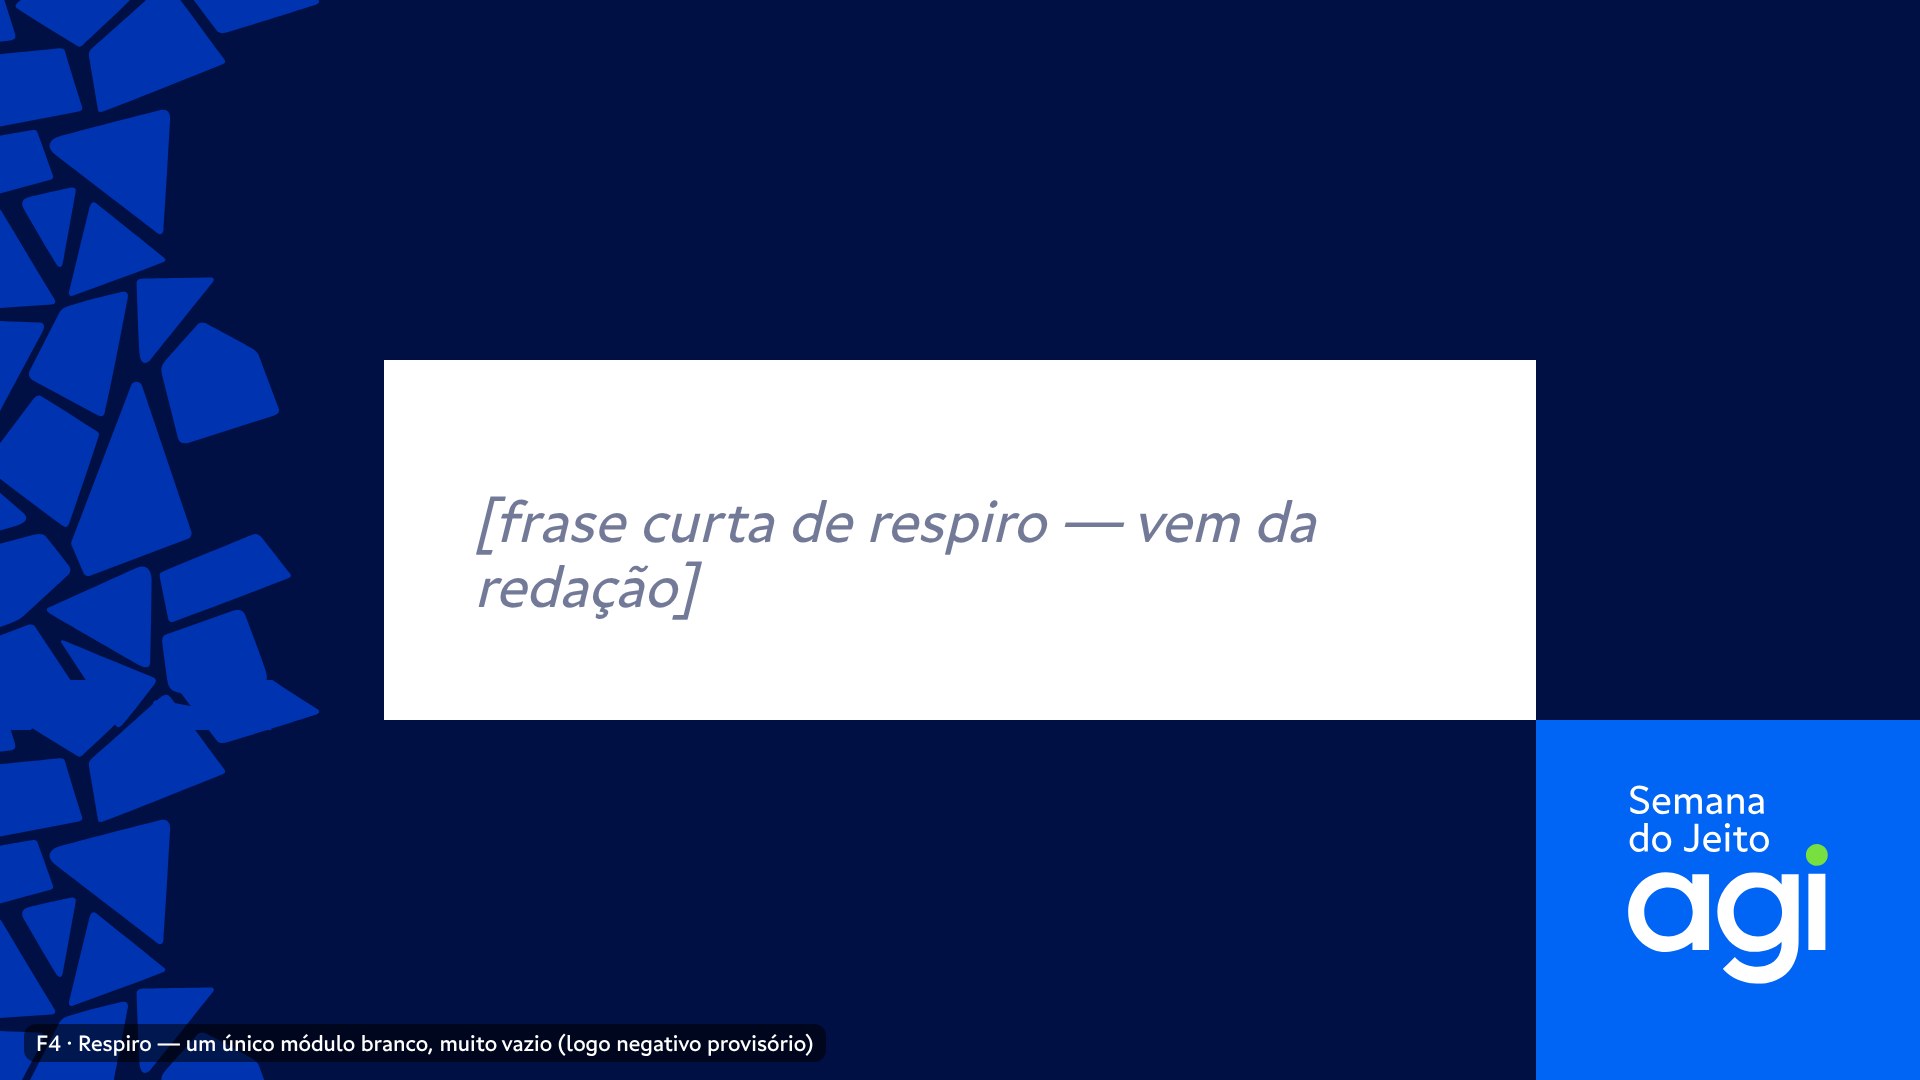 [frase curta de respiro — vem da
redação]
Semana
do Jeito
agi
F4 · Respiro — um único módulo branco, muito vazio (logo negativo provisório)